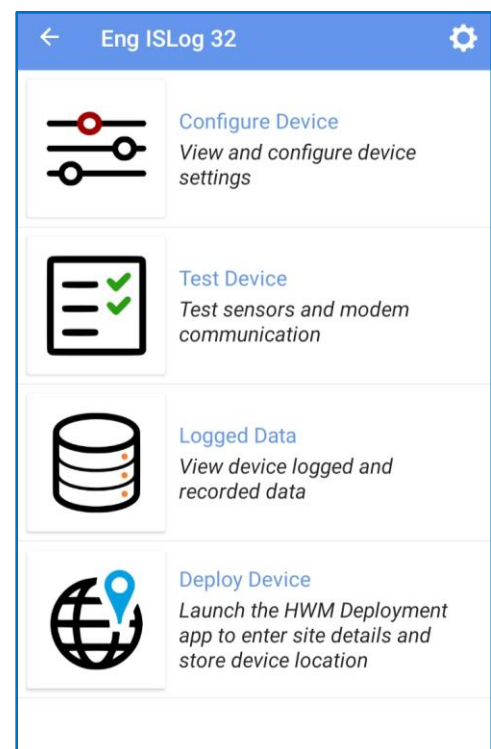 Eng ISLog 32
Configure Device
View and configure device
settings
Test Device
Test sensors and modem
communication
Logged Data
View device logged and
recorded data
Deploy Device
Launch the HWM Deployment
app to enter site details and
store device location